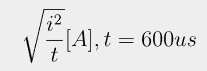 √(i²/t)[A], t = 600us